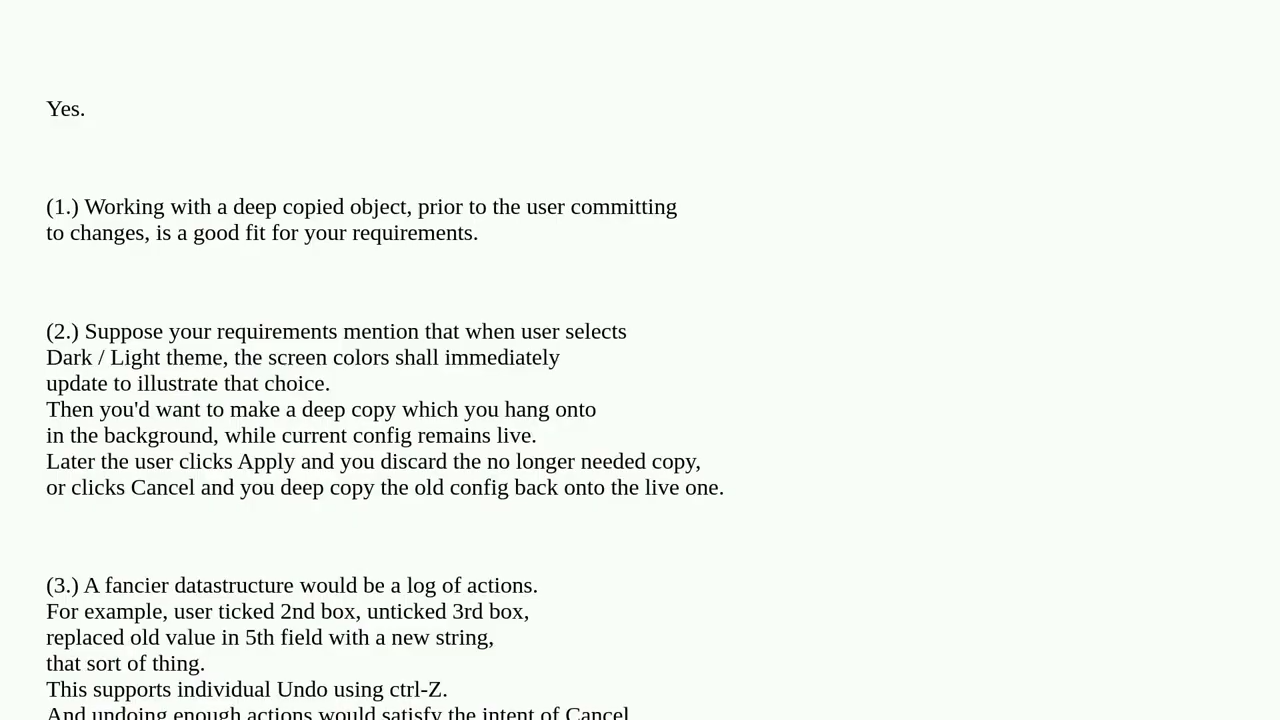 Yes.
(1.) Working with a deep copied object, prior to the user committing
to changes, is a good fit for your requirements.
(2.) Suppose your requirements mention that when user selects
Dark / Light theme, the screen colors shall immediately
update to illustrate that choice.
Then you'd want to make a deep copy which you hang onto
in the background, while current config remains live.
Later the user clicks Apply and you discard the no longer needed copy,
or clicks Cancel and you deep copy the old config back onto the live one.
(3.) A fancier datastructure would be a log of actions.
For example, user ticked 2nd box, unticked 3rd box,
replaced old value in 5th field with a new string,
that sort of thing.
This supports individual Undo using ctrl-Z.
And undoing enough actions would satisfy the intent of Cancel